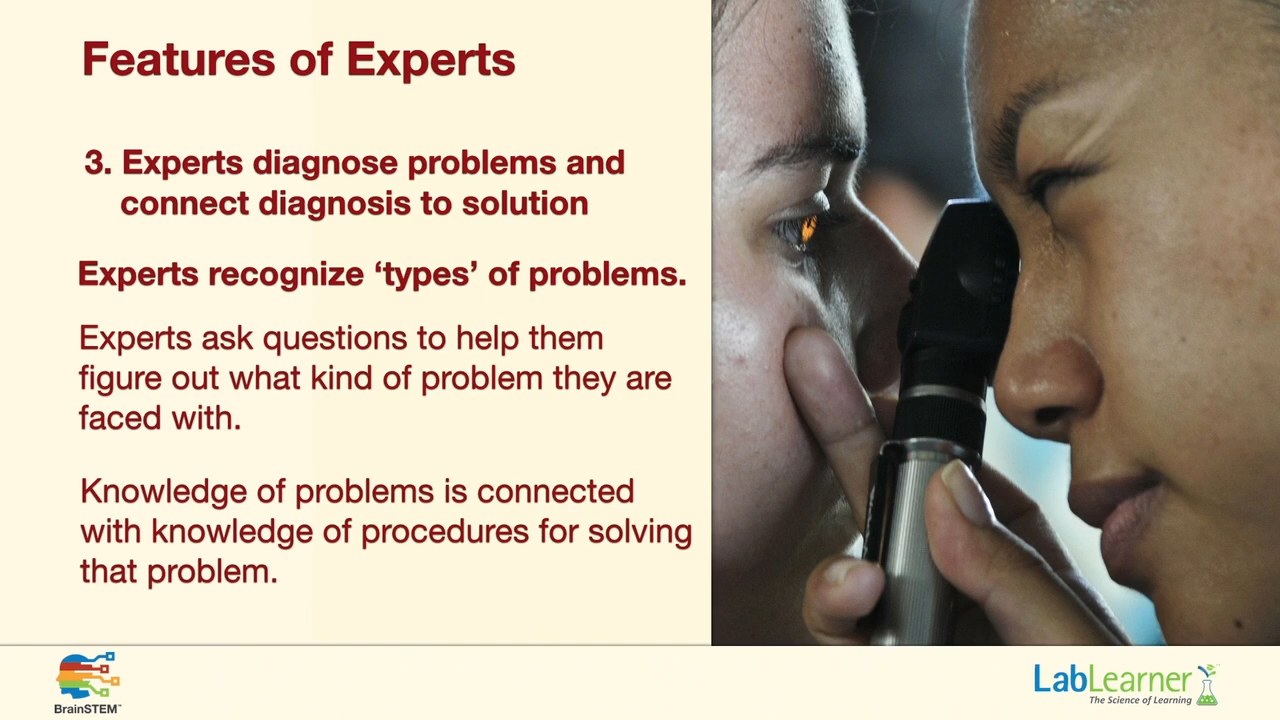 Features of Experts
3. Experts diagnose problems and
connect diagnosis to solution
Experts recognize ‘types’ of problems.
Experts ask questions to help them
figure out what kind of problem they are
faced with.
Knowledge of problems is connected
with knowledge of procedures for solving
that problem.
BrainSTEM™
LabLearner
The Science of Learning